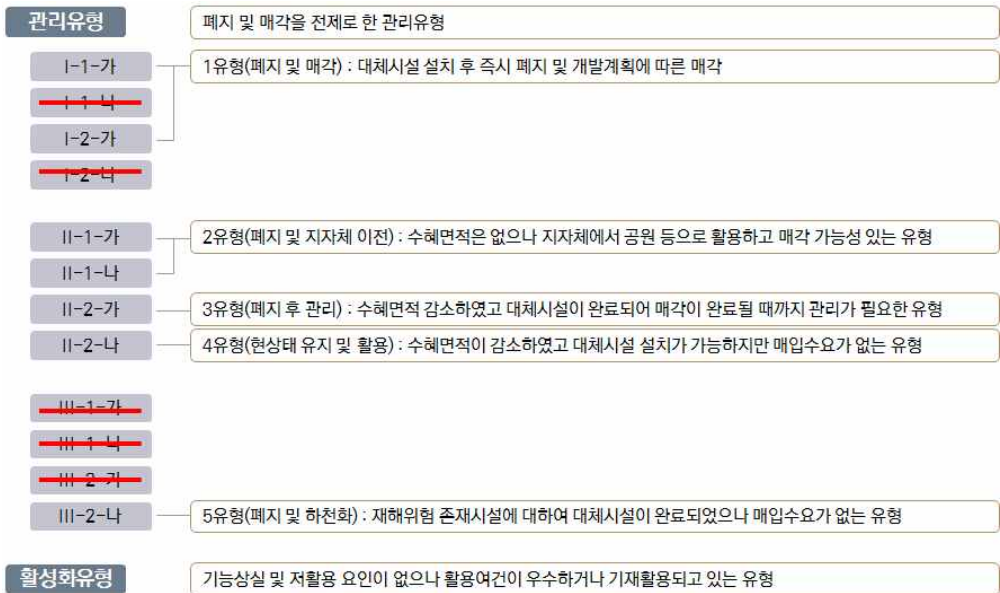 관리유형 폐지 및 매각을 전제로 한 관리유형
I-1-가 1유형(폐지 및 매각) : 대체시설 설치 후 즉시 폐지 및 개발계획에 따른 매각
I-1-나
I-2-가
I-2-나
II-1-가 2유형(폐지 및 지자체 이전) : 수혜면적은 없으나 지자체에서 공원 등으로 활용하고 매각 가능성 있는 유형
II-1-나
II-2-가 3유형(폐지 후 관리) : 수혜면적 감소하였고 대체시설이 완료되어 매각이 완료될 때까지 관리가 필요한 유형
II-2-나 4유형(현상태 유지 및 활용) : 수혜면적이 감소하였고 대체시설 설치가 가능하지만 매입수요가 없는 유형
III-1-가
III-1-나
III-2-가
III-2-나 5유형(폐지 및 하천화) : 재해위험 존재시설에 대하여 대체시설이 완료되었으나 매입수요가 없는 유형
활성화유형 기능상실 및 저활용 요인이 없으나 활용여건이 우수하거나 기재활용되고 있는 유형